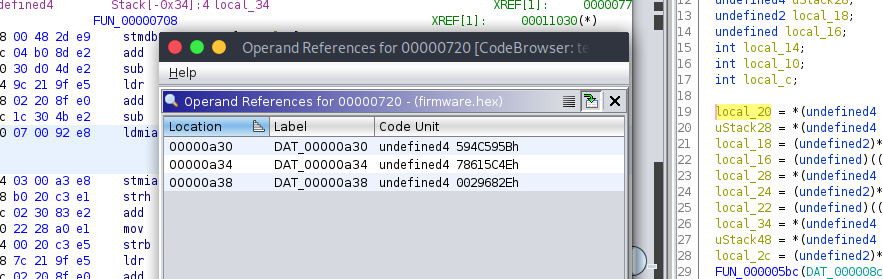 defined4 Stack[-0x34]:4 local_34 XREF[1]: 0000077
FUN_00000708 XREF[1]: 00011030(*)
8 00 48 2d e9 stmdb
c 04 b0 8d e2 add
0 30 d0 4d e2 sub
4 9c 21 9f e5 ldr
8 02 20 8f e0 add
c 1c 30 4b e2 sub
0 07 00 92 e8 ldmia
4 03 00 a3 e8 stmia
8 b0 20 c3 e1 strh
c 02 30 83 e2 add
0 22 28 a0 e1 mov
4 00 20 c3 e5 strb
8 7c 21 9f e5 ldr
c 02 20 8f e0 add
Operand References for 00000720 [CodeBrowser: te
Help
Operand References for 00000720 - (firmware.hex)
Location Label Code Unit
00000a30 DAT_00000a30 undefined4 594C595Bh
00000a34 DAT_00000a34 undefined4 78615C4Eh
00000a38 DAT_00000a38 undefined4 0029682Eh
12 undefined4 uStack28;
13 undefined2 local_18;
14 undefined local_16;
15 int local_14;
16 int local_10;
17 int local_c;
18
19 local_20 = *(undefined4
20 uStack28 = *(undefined4
21 local_18 = (undefined2)*
22 local_16 = (undefined)((
23 local_28 = *(undefined4
24 local_24 = (undefined2)*
25 local_22 = (undefined)((
26 local_34 = *(undefined4
27 uStack48 = *(undefined4
28 local_2c = (undefined2)*
29 FUN_000005bc(DAT_000008c